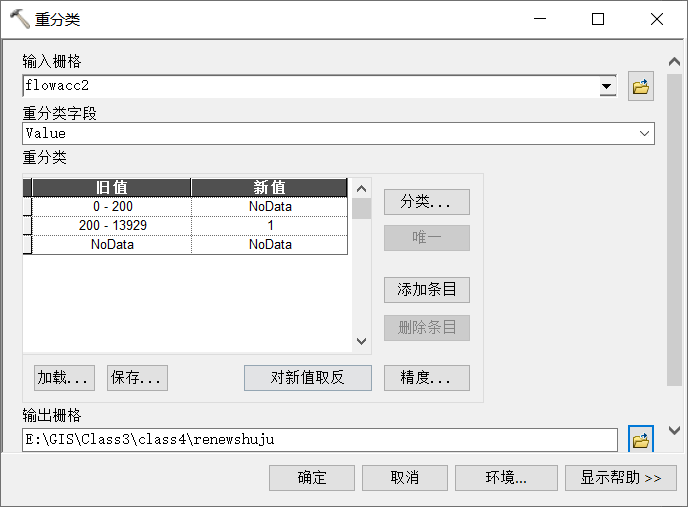 重分类
输入栅格
flowacc2
重分类字段
Value
重分类
旧值 新值
0 - 200 NoData
200 - 13929 1
NoData NoData
分类...
唯一
添加条目
删除条目
加载... 保存... 对新值取反 精度...
输出栅格
E:\GIS\Class3\class4\renewshuju
确定 取消 环境... 显示帮助 >>